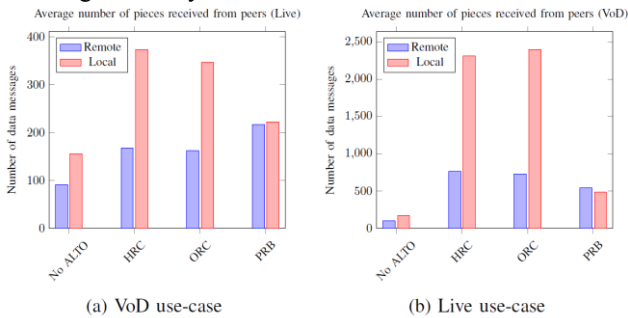 Average number of pieces received from peers (Live)
400
300
200
100
0
Number of data messages
Remote
Local
No ALTO
HRC
ORC
PRB
(a) VoD use-case
Average number of pieces received from peers (VoD)
2,500
2,000
1,500
1,000
500
0
Number of data messages
Remote
Local
No ALTO
HRC
ORC
PRB
(b) Live use-case